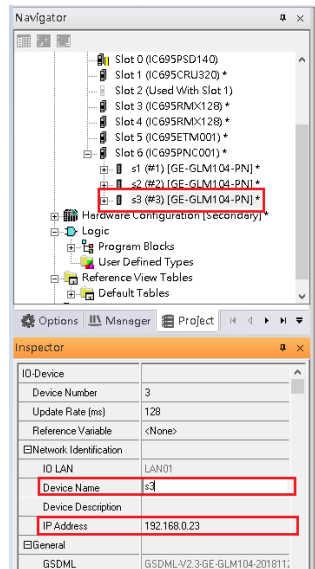 Navigator
Slot 0 (IC695PSD140)
Slot 1 (IC695CRU320) *
Slot 2 (Used With Slot 1)
Slot 3 (IC695RMX128) *
Slot 4 (IC695RMX128) *
Slot 5 (IC695ETM001) *
Slot 6 (IC695PNC001) *
s1 (#1) [GE-GLM104-PN] *
s2 (#2) [GE-GLM104-PN] *
s3 (#3) [GE-GLM104-PN] *
Hardware Configuration [Secondary] *
Logic
Program Blocks
User Defined Types
Reference View Tables
Default Tables
Options Manager Project
Inspector
IO-Device
Device Number 3
Update Rate (ms) 128
Reference Variable <None>
Network Identification
IO LAN LAN01
Device Name s3
Device Description
IP Address 192.168.0.23
General
GSDML GSDML-V2.3-GE-GLM104-201811